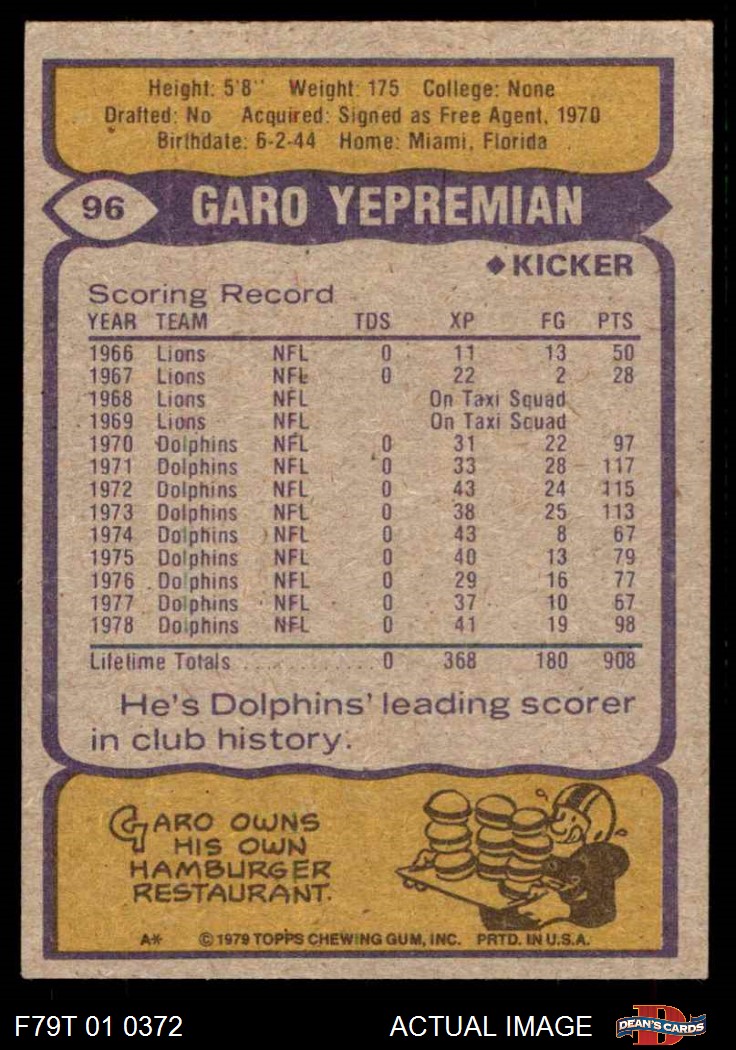 Height: 5'8" Weight: 175 College: None
Drafted: No Acquired: Signed as Free Agent, 1970
Birthdate: 6-2-44 Home: Miami, Florida
96 GARO YEPREMIAN
◆KICKER
Scoring Record
YEAR TEAM TDS XP FG PTS
1966 Lions NFL 0 11 13 50
1967 Lions NFL 0 22 2 28
1968 Lions NFL On Taxi Squad
1969 Lions NFL On Taxi Squad
1970 Dolphins NFL 0 31 22 97
1971 Dolphins NFL 0 33 28 117
1972 Dolphins NFL 0 43 24 115
1973 Dolphins NFL 0 38 25 113
1974 Dolphins NFL 0 43 8 67
1975 Dolphins NFL 0 40 13 79
1976 Dolphins NFL 0 29 16 77
1977 Dolphins NFL 0 37 10 67
1978 Dolphins NFL 0 41 19 98
Lifetime Totals ............. 0 368 180 908
He's Dolphins' leading scorer
in club history.
GARO OWNS
HIS OWN
HAMBURGER
RESTAURANT.
A* © 1979 TOPPS CHEWING GUM, INC. PRTD. IN U.S.A.
F79T 01 0372 ACTUAL IMAGE D DEAN'S CARDS